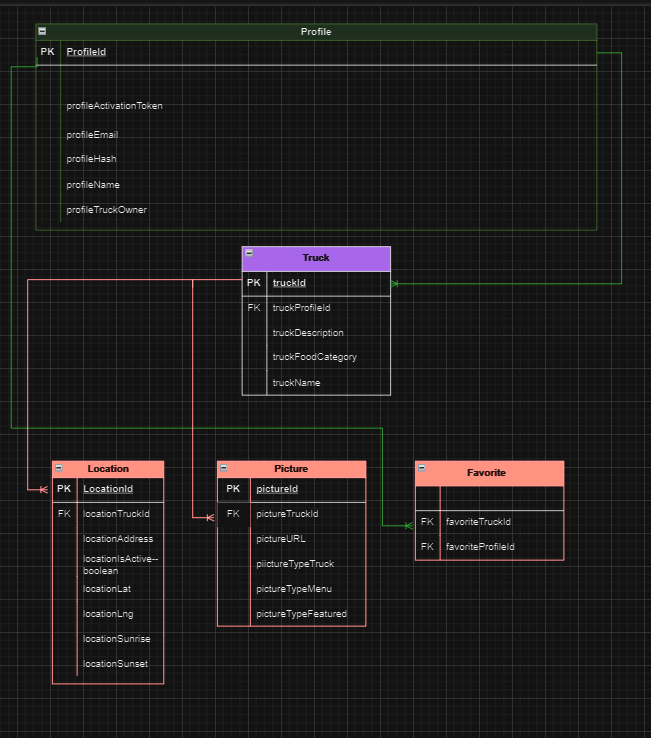 Profile
PK ProfileId
profileActivationToken
profileEmail
profileHash
profileName
profileTruckOwner
Truck
PK truckId
FK truckProfileId
truckDescription
truckFoodCategory
truckName
Location
PK LocationId
FK locationTruckId
locationAddress
locationIsActive--
boolean
locationLat
locationLng
locationSunrise
locationSunset
Picture
PK pictureId
FK pictureTruckId
pictureURL
piictureTypeTruck
pictureTypeMenu
pictureTypeFeatured
Favorite
FK favoriteTruckId
FK favoriteProfileId